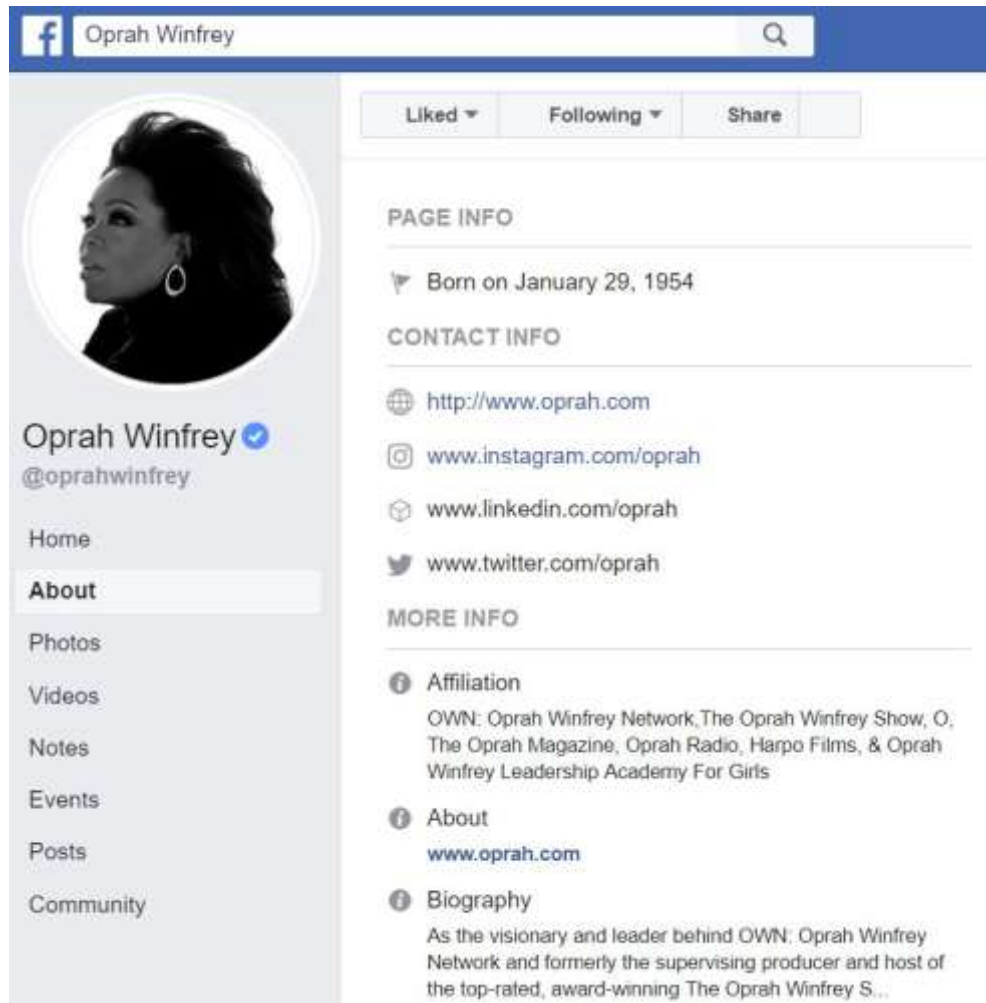 Oprah Winfrey
Liked
Following
Share
Oprah Winfrey
@oprahwinfrey
Home
About
Photos
Videos
Notes
Events
Posts
Community
PAGE INFO
Born on January 29, 1954
CONTACT INFO
http://www.oprah.com
www.instagram.com/oprah
www.linkedin.com/oprah
www.twitter.com/oprah
MORE INFO
Affiliation
OWN: Oprah Winfrey Network,The Oprah Winfrey Show, O,
The Oprah Magazine, Oprah Radio, Harpo Films, & Oprah
Winfrey Leadership Academy For Girls
About
www.oprah.com
Biography
As the visionary and leader behind OWN: Oprah Winfrey
Network and formerly the supervising producer and host of
the top-rated, award-winning The Oprah Winfrey S...